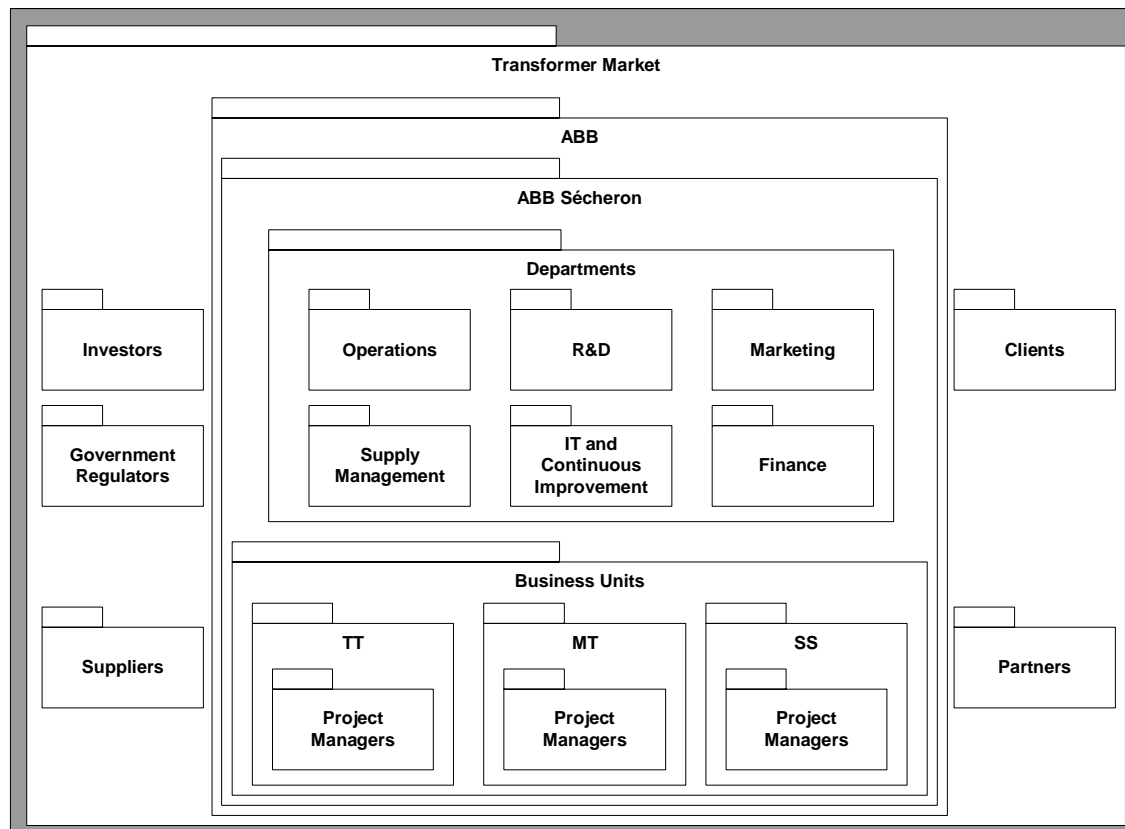 Transformer Market
ABB
ABB Sécheron
Departments
Investors
Operations
R&D
Marketing
Clients
Government
Regulators
Supply
Management
IT and
Continuous
Improvement
Finance
Business Units
TT
MT
SS
Suppliers
Partners
Project
Managers
Project
Managers
Project
Managers